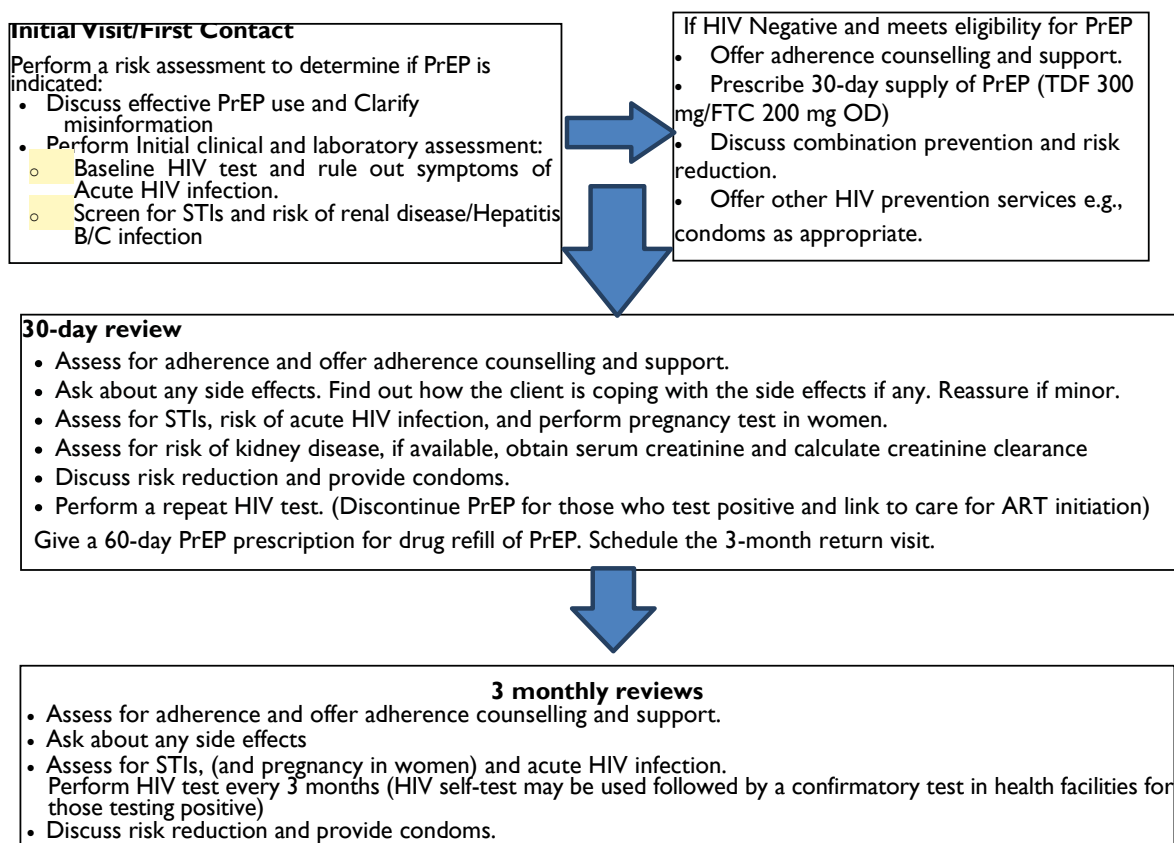 Initial Visit/First Contact
Perform a risk assessment to determine if PrEP is
indicated:
• Discuss effective PrEP use and Clarify
misinformation
• Perform Initial clinical and laboratory assessment:
o Baseline HIV test and rule out symptoms of
Acute HIV infection.
o Screen for STIs and risk of renal disease/Hepatitis
B/C infection
If HIV Negative and meets eligibility for PrEP
• Offer adherence counselling and support.
• Prescribe 30-day supply of PrEP (TDF 300
mg/FTC 200 mg OD)
• Discuss combination prevention and risk
reduction.
• Offer other HIV prevention services e.g.,
condoms as appropriate.
30-day review
• Assess for adherence and offer adherence counselling and support.
• Ask about any side effects. Find out how the client is coping with the side effects if any. Reassure if minor.
• Assess for STIs, risk of acute HIV infection, and perform pregnancy test in women.
• Assess for risk of kidney disease, if available, obtain serum creatinine and calculate creatinine clearance
• Discuss risk reduction and provide condoms.
• Perform a repeat HIV test. (Discontinue PrEP for those who test positive and link to care for ART initiation)
Give a 60-day PrEP prescription for drug refill of PrEP. Schedule the 3-month return visit.
3 monthly reviews
• Assess for adherence and offer adherence counselling and support.
• Ask about any side effects
• Assess for STIs, (and pregnancy in women) and acute HIV infection.
Perform HIV test every 3 months (HIV self-test may be used followed by a confirmatory test in health facilities for
those testing positive)
• Discuss risk reduction and provide condoms.